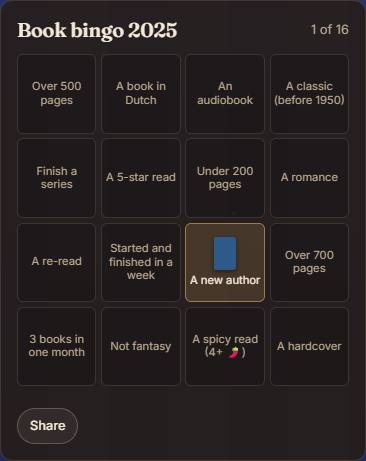 Book bingo 2025
1 of 16
Over 500
pages
A book in
Dutch
An
audiobook
A classic
(before 1950)
Finish a
series
A 5-star read
Under 200
pages
A romance
A re-read
Started and
finished in a
week
A new author
Over 700
pages
3 books in
one month
Not fantasy
A spicy read
(4+ 🌶️)
A hardcover
Share